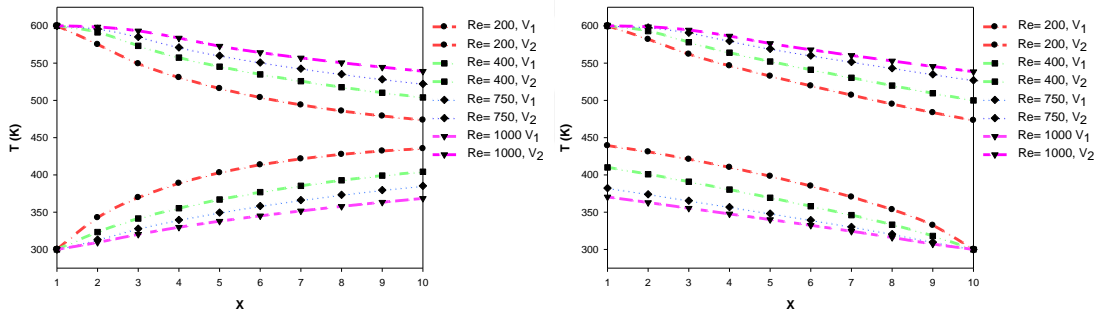 T (K)
600
550
500
450
400
350
300
1 2 3 4 5 6 7 8 9 10
X
Re= 200, V1
Re= 200, V2
Re= 400, V1
Re= 400, V2
Re= 750, V1
Re= 750, V2
Re= 1000 V1
Re= 1000, V2
T (K)
600
550
500
450
400
350
300
1 2 3 4 5 6 7 8 9 10
X
Re= 200, V1
Re= 200, V2
Re= 400, V1
Re= 400, V2
Re= 750, V1
Re= 750, V2
Re= 1000 V1
Re= 1000, V2